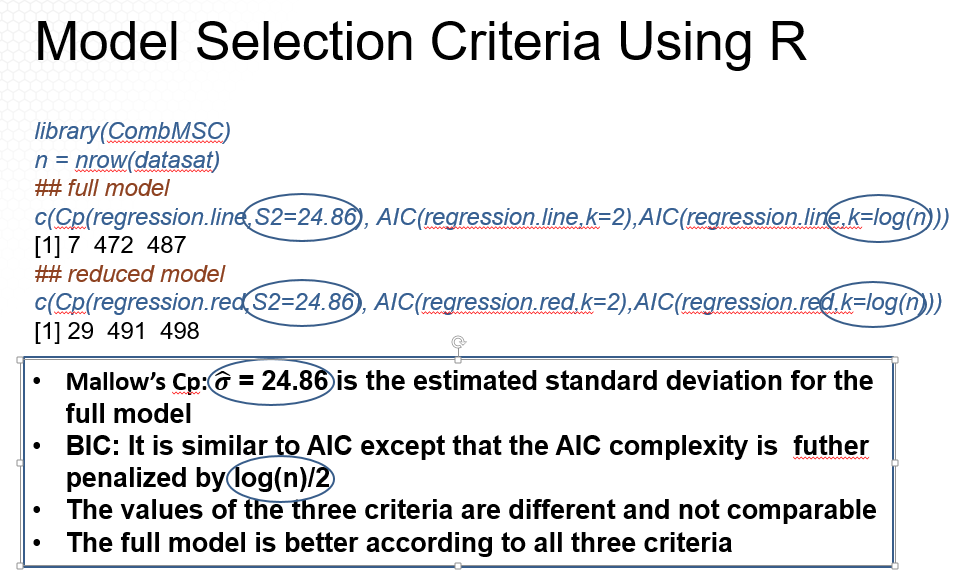 Model Selection Criteria Using R
library(CombMSC)
n = nrow(datasat)
## full model
c(Cp(regression.line,S2=24.86), AIC(regression.line,k=2),AIC(regression.line,k=log(n)))
[1] 7 472 487
## reduced model
c(Cp(regression.red,S2=24.86), AIC(regression.red,k=2),AIC(regression.red,k=log(n)))
[1] 29 491 498
• Mallow’s Cp: σ̂ = 24.86 is the estimated standard deviation for the
full model
• BIC: It is similar to AIC except that the AIC complexity is futher
penalized by log(n)/2
• The values of the three criteria are different and not comparable
• The full model is better according to all three criteria